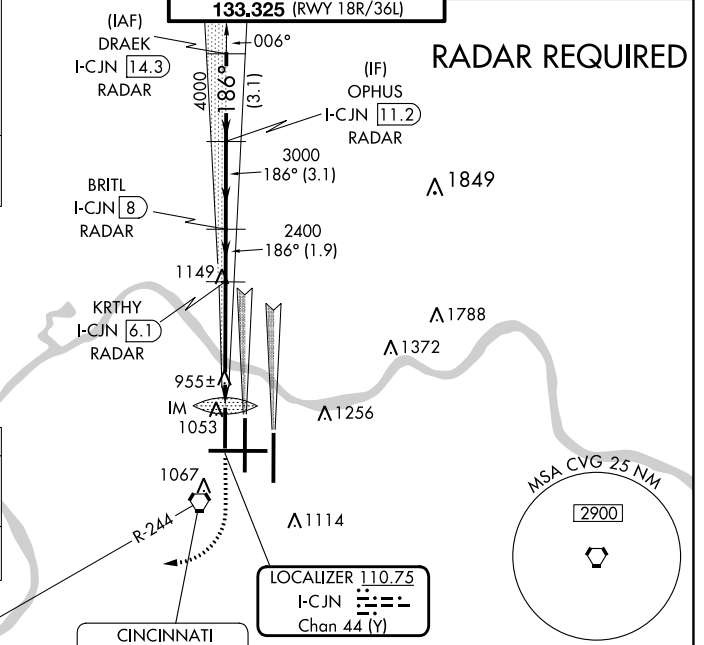 133.325 (RWY 18R/36L)
(IAF)
DRAEK
I-CJN 14.3
RADAR
006°
4000
186°
(3.1)
RADAR REQUIRED
(IF)
OPHUS
I-CJN 11.2
RADAR
3000
186° (3.1)
1849
BRITL
I-CJN 8
RADAR
2400
186° (1.9)
1149
KRTHY
I-CJN 6.1
RADAR
1788
1372
955±
IM
1053
1256
MSA CVG 25 NM
2900
1067
R-244
1114
LOCALIZER 110.75
I-CJN
Chan 44 (Y)
CINCINNATI